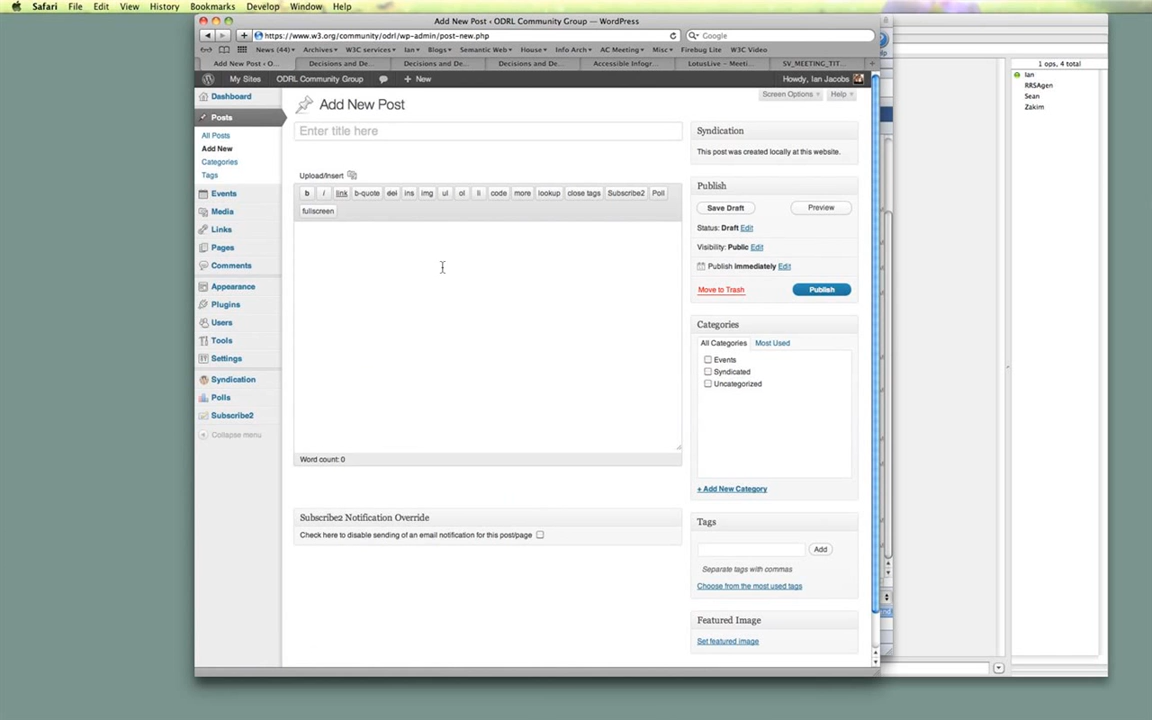 Safari File Edit View History Bookmarks Develop Window Help
Add New Post ‹ ODRL Community Group — WordPress
https://www.w3.org/community/odrl/wp-admin/post-new.php
Google
News (44) Archives W3C services Ian Blogs Semantic Web House Info Arch AC Meeting Misc Firebug Lite W3C Video
Add New Post ‹ O... Decisions and De... Decisions and De... Decisions and De... Accessible Infogr... LotusLive – Meeti... SV_MEETING_TIT...
My Sites ODRL Community Group + New Howdy, Ian Jacobs
1 ops, 4 total
Ian
RRSAgen
Sean
Zakim
Screen Options Help
Dashboard
Posts
All Posts
Add New
Categories
Tags
Events
Media
Links
Pages
Comments
Appearance
Plugins
Users
Tools
Settings
Syndication
Polls
Subscribe2
Collapse menu
Add New Post
Enter title here
Upload/Insert
b i link b-quote del ins img ul ol li code more lookup close tags Subscribe2 Poll
fullscreen
Word count: 0
Subscribe2 Notification Override
Check here to disable sending of an email notification for this post/page
Syndication
This post was created locally at this website.
Publish
Save Draft Preview
Status: Draft Edit
Visibility: Public Edit
Publish immediately Edit
Move to Trash Publish
Categories
All Categories Most Used
Events
Syndicated
Uncategorized
+ Add New Category
Tags
Add
Separate tags with commas
Choose from the most used tags
Featured Image
Set featured image